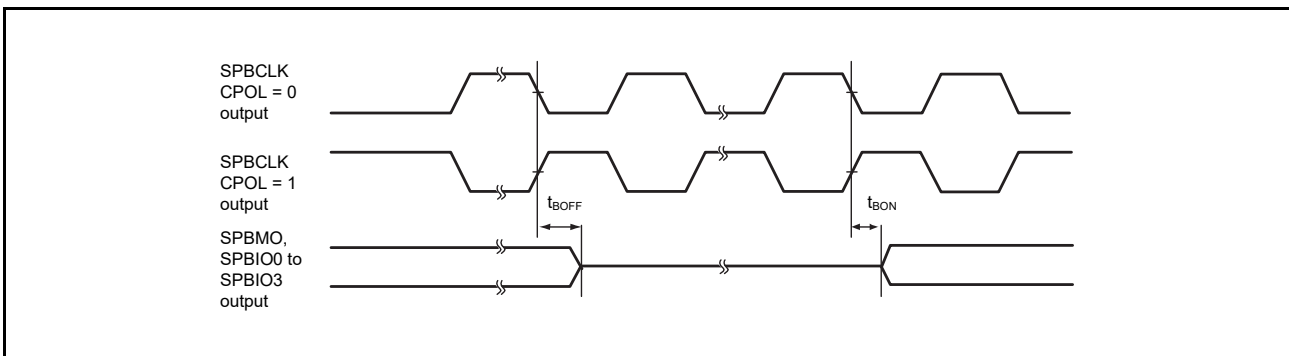 SPBCLK
CPOL = 0
output
SPBCLK
CPOL = 1
output
tBOFF
tBON
SPBMO,
SPBIO0 to
SPBIO3
output